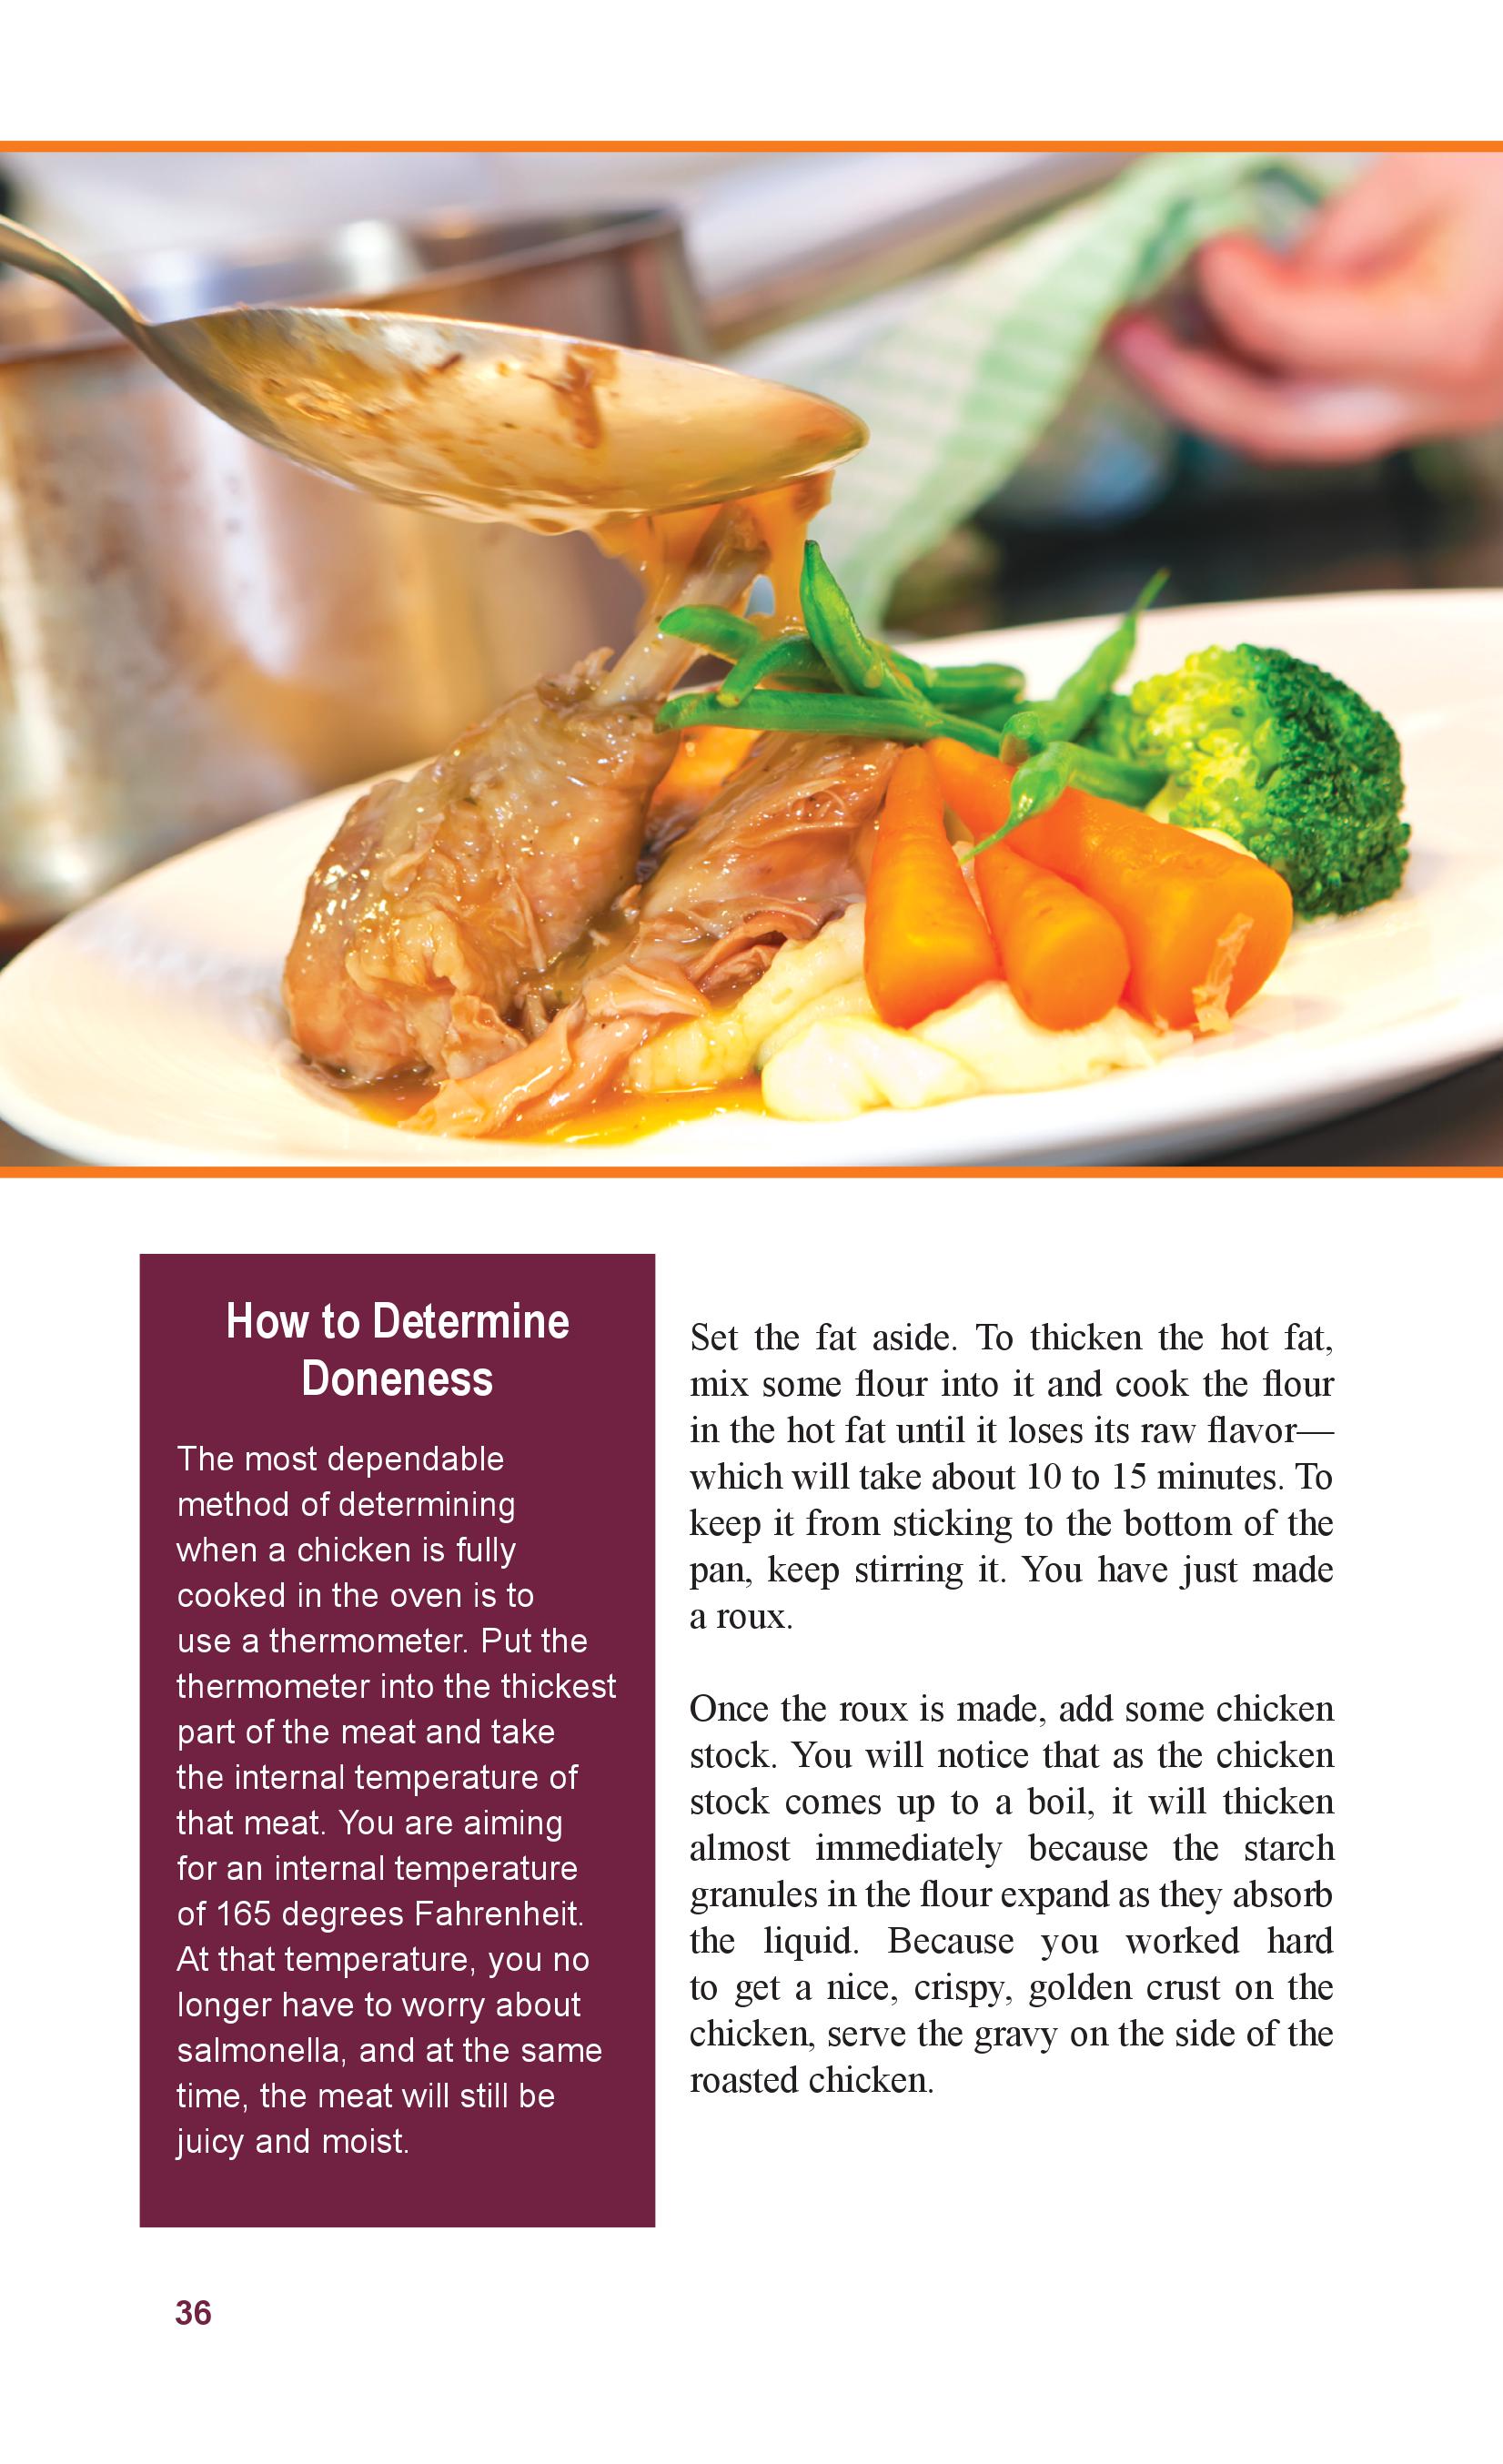 How to Determine
Doneness
The most dependable
method of determining
when a chicken is fully
cooked in the oven is to
use a thermometer. Put the
thermometer into the thickest
part of the meat and take
the internal temperature of
that meat. You are aiming
for an internal temperature
of 165 degrees Fahrenheit.
At that temperature, you no
longer have to worry about
salmonella, and at the same
time, the meat will still be
juicy and moist.
Set the fat aside. To thicken the hot fat,
mix some flour into it and cook the flour
in the hot fat until it loses its raw flavor—
which will take about 10 to 15 minutes. To
keep it from sticking to the bottom of the
pan, keep stirring it. You have just made
a roux.
Once the roux is made, add some chicken
stock. You will notice that as the chicken
stock comes up to a boil, it will thicken
almost immediately because the starch
granules in the flour expand as they absorb
the liquid. Because you worked hard
to get a nice, crispy, golden crust on the
chicken, serve the gravy on the side of the
roasted chicken.
36